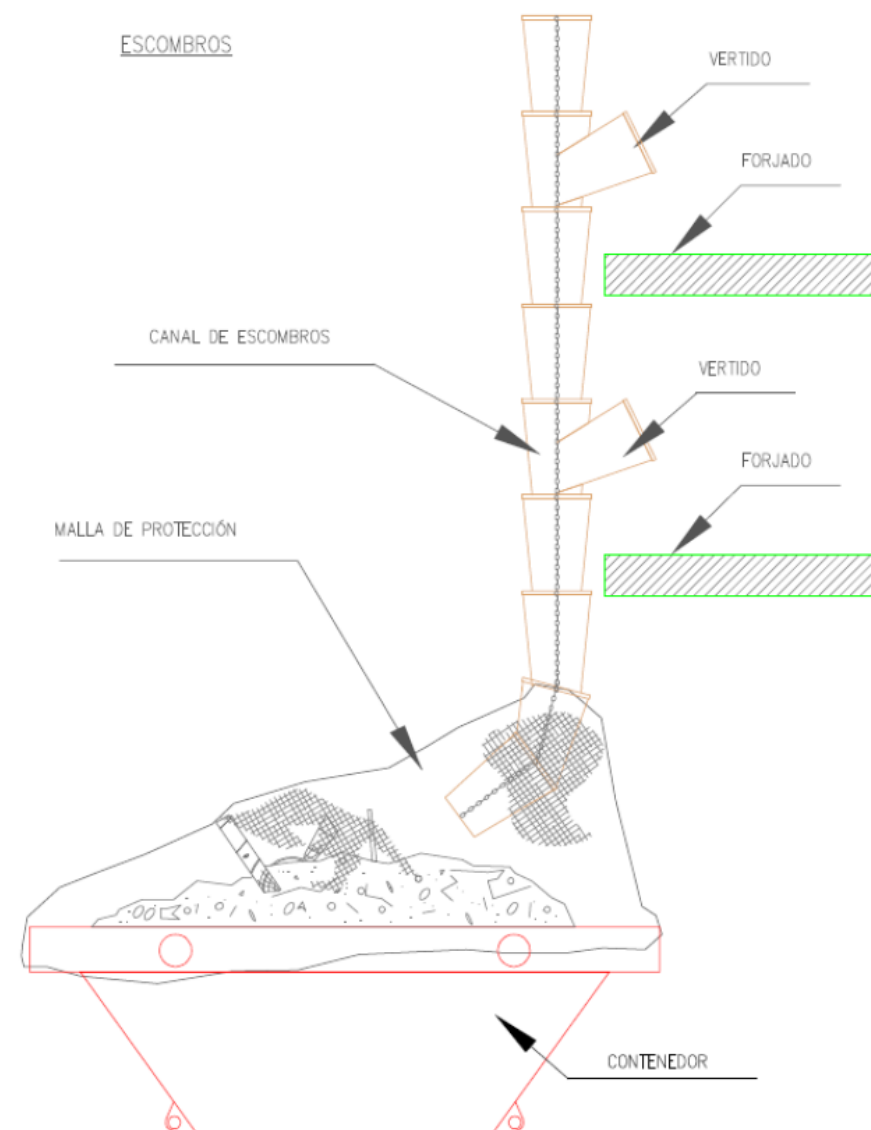 ESCOMBROS
VERTIDO
FORJADO
CANAL DE ESCOMBROS
VERTIDO
FORJADO
MALLA DE PROTECCIÓN
CONTENEDOR